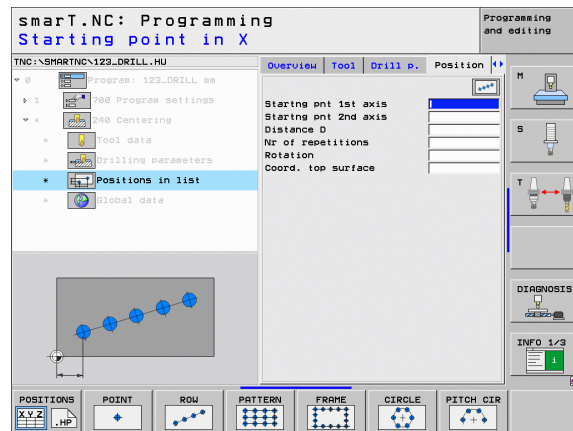 smarT.NC: Programming
Starting point in X
Programming
and editing
TNC:\SMARTNC\123_DRILL.HU
0 Program: 123_DRILL mm
1 700 Program settings
* 240 Centering
* Tool data
* Drilling parameters
* Positions in list
* Global data
Overview Tool Drill p. Position
Startng pnt 1st axis
Startng pnt 2nd axis
Distance D
Nr of repetitions
Rotation
Coord. top surface
M
S
T
DIAGNOSIS
INFO 1/3
i
POSITIONS
X Y Z
.HP
POINT
ROW
PATTERN
FRAME
CIRCLE
PITCH CIR